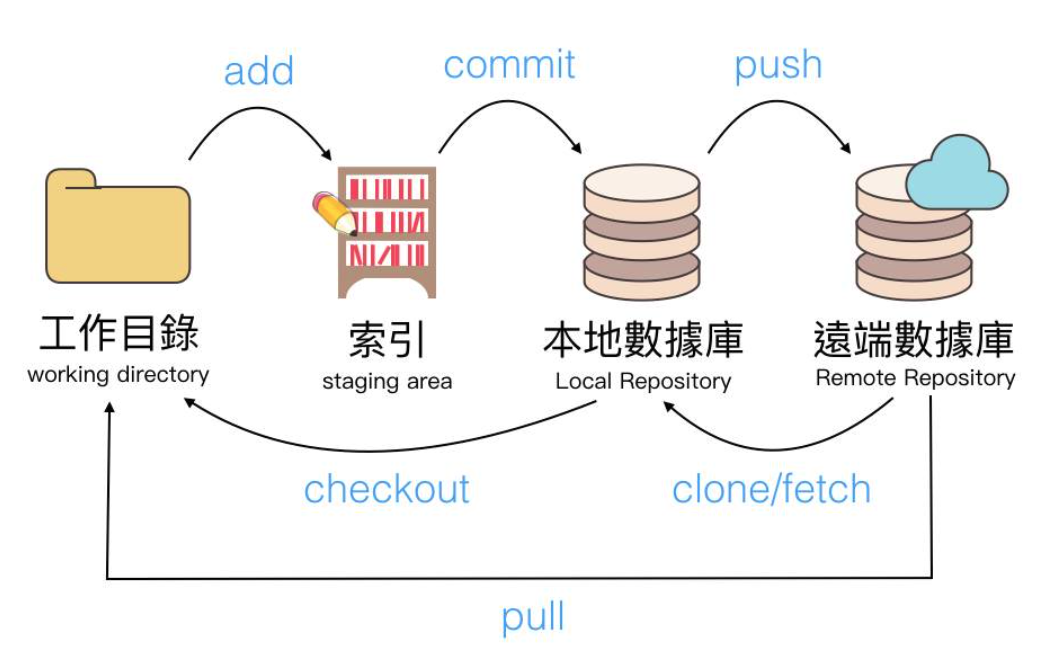 add
commit
push
工作目錄
working directory
索引
staging area
本地數據庫
Local Repository
遠端數據庫
Remote Repository
checkout
clone/fetch
pull